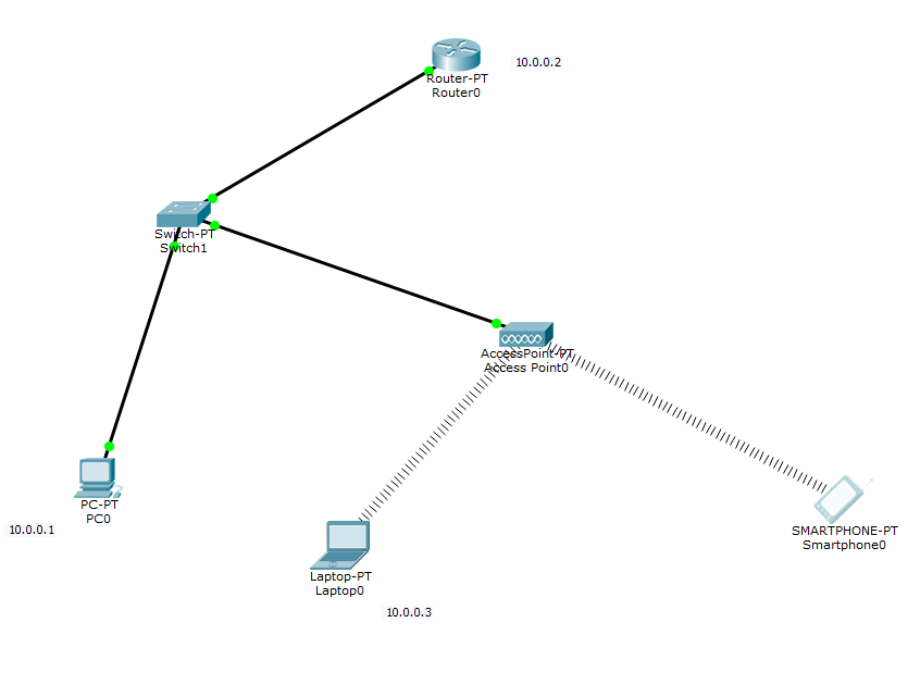 10.0.0.2
Router-PT
Router0
Switch-PT
Switch1
AccessPoint-PT
Access Point0
PC-PT
PC0
10.0.0.1
SMARTPHONE-PT
Smartphone0
Laptop-PT
Laptop0
10.0.0.3